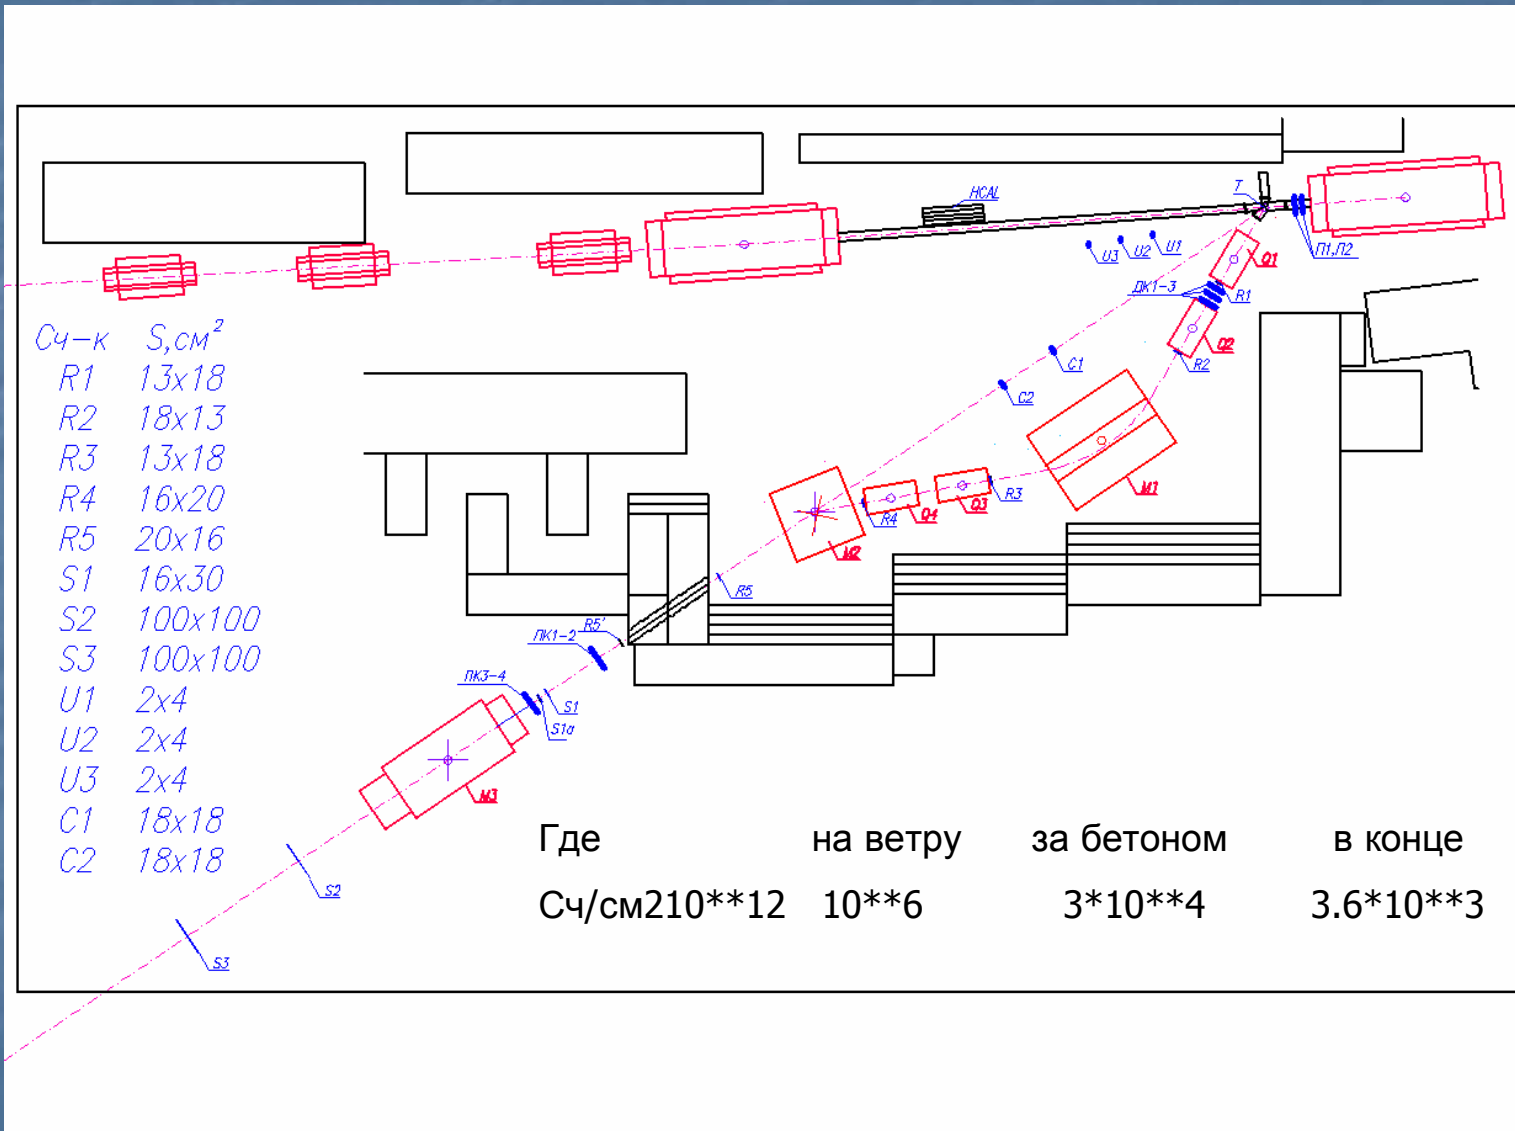 HCAL
T
U3
U2
U1
Q1
П1,П2
ДК1-3
R1
Q2
R2
C1
C2
M1
R3
Q3
Q4
R4
M2
R5
R5'
ПК1-2
ПК3-4
S1
S1a
M3
S2
S3
Сч-к S,см²
R1 13x18
R2 18x13
R3 13x18
R4 16x20
R5 20x16
S1 16x30
S2 100x100
S3 100x100
U1 2x4
U2 2x4
U3 2x4
C1 18x18
C2 18x18
Где на ветру за бетоном в конце
Сч/см210**12 10**6 3*10**4 3.6*10**3